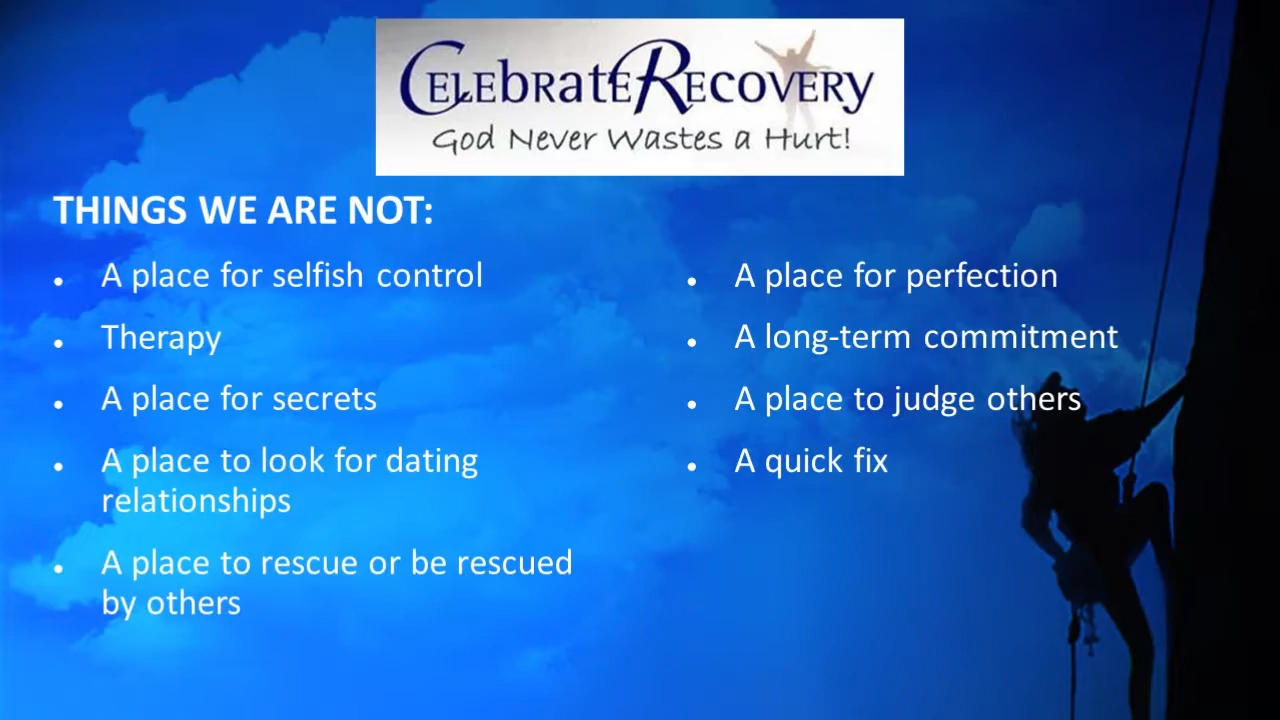 CELEBRATE RECOVERY
God Never Wastes a Hurt!
THINGS WE ARE NOT:
• A place for selfish control
• Therapy
• A place for secrets
• A place to look for dating
relationships
• A place to rescue or be rescued
by others
• A place for perfection
• A long-term commitment
• A place to judge others
• A quick fix